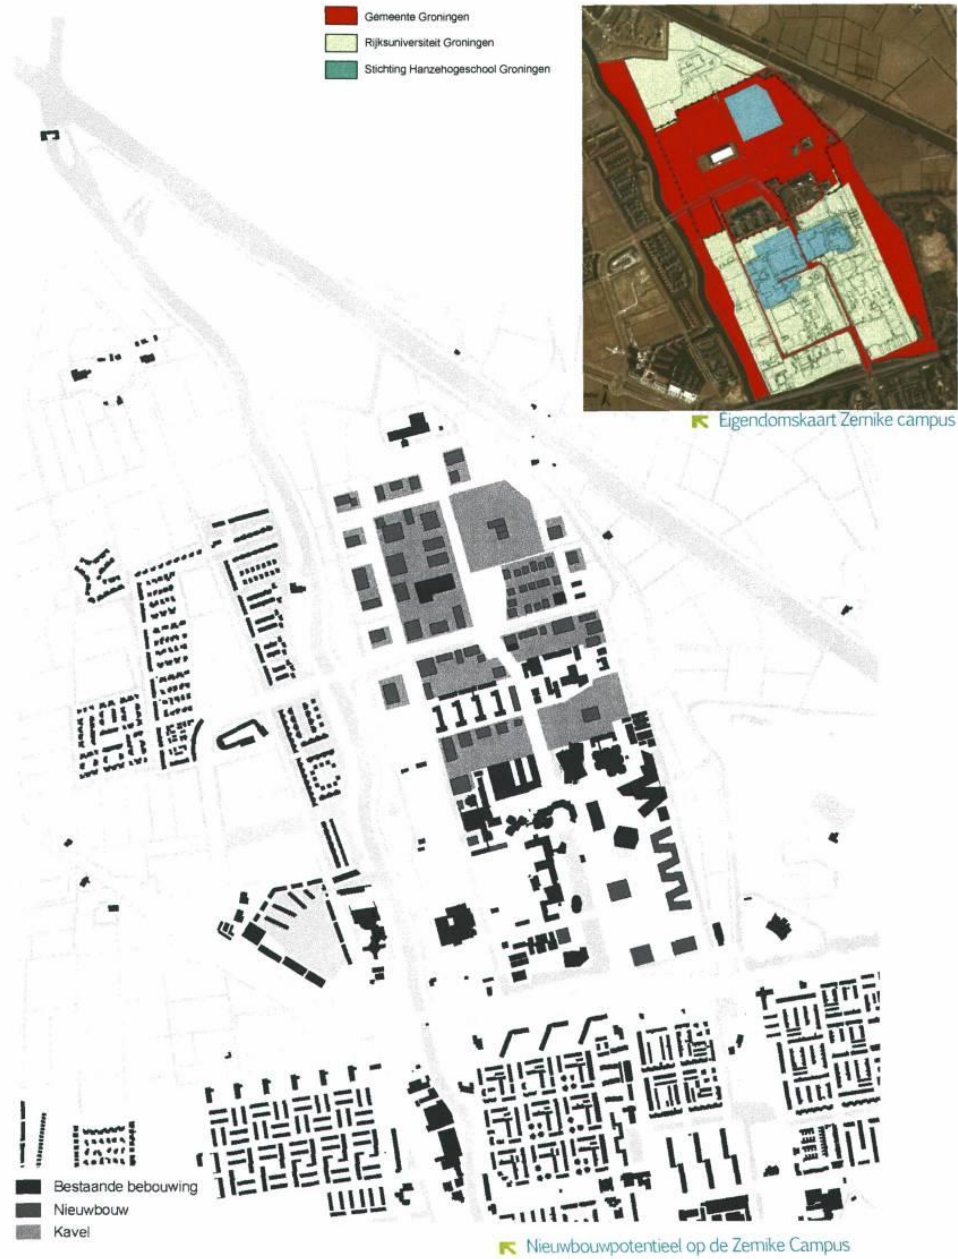 Gemeente Groningen
Rijksuniversiteit Groningen
Stichting Hanzehogeschool Groningen
Eigendomskaart Zernike campus
Bestaande bebouwing
Nieuwbouw
Kavel
Nieuwbouwpotentieel op de Zernike Campus